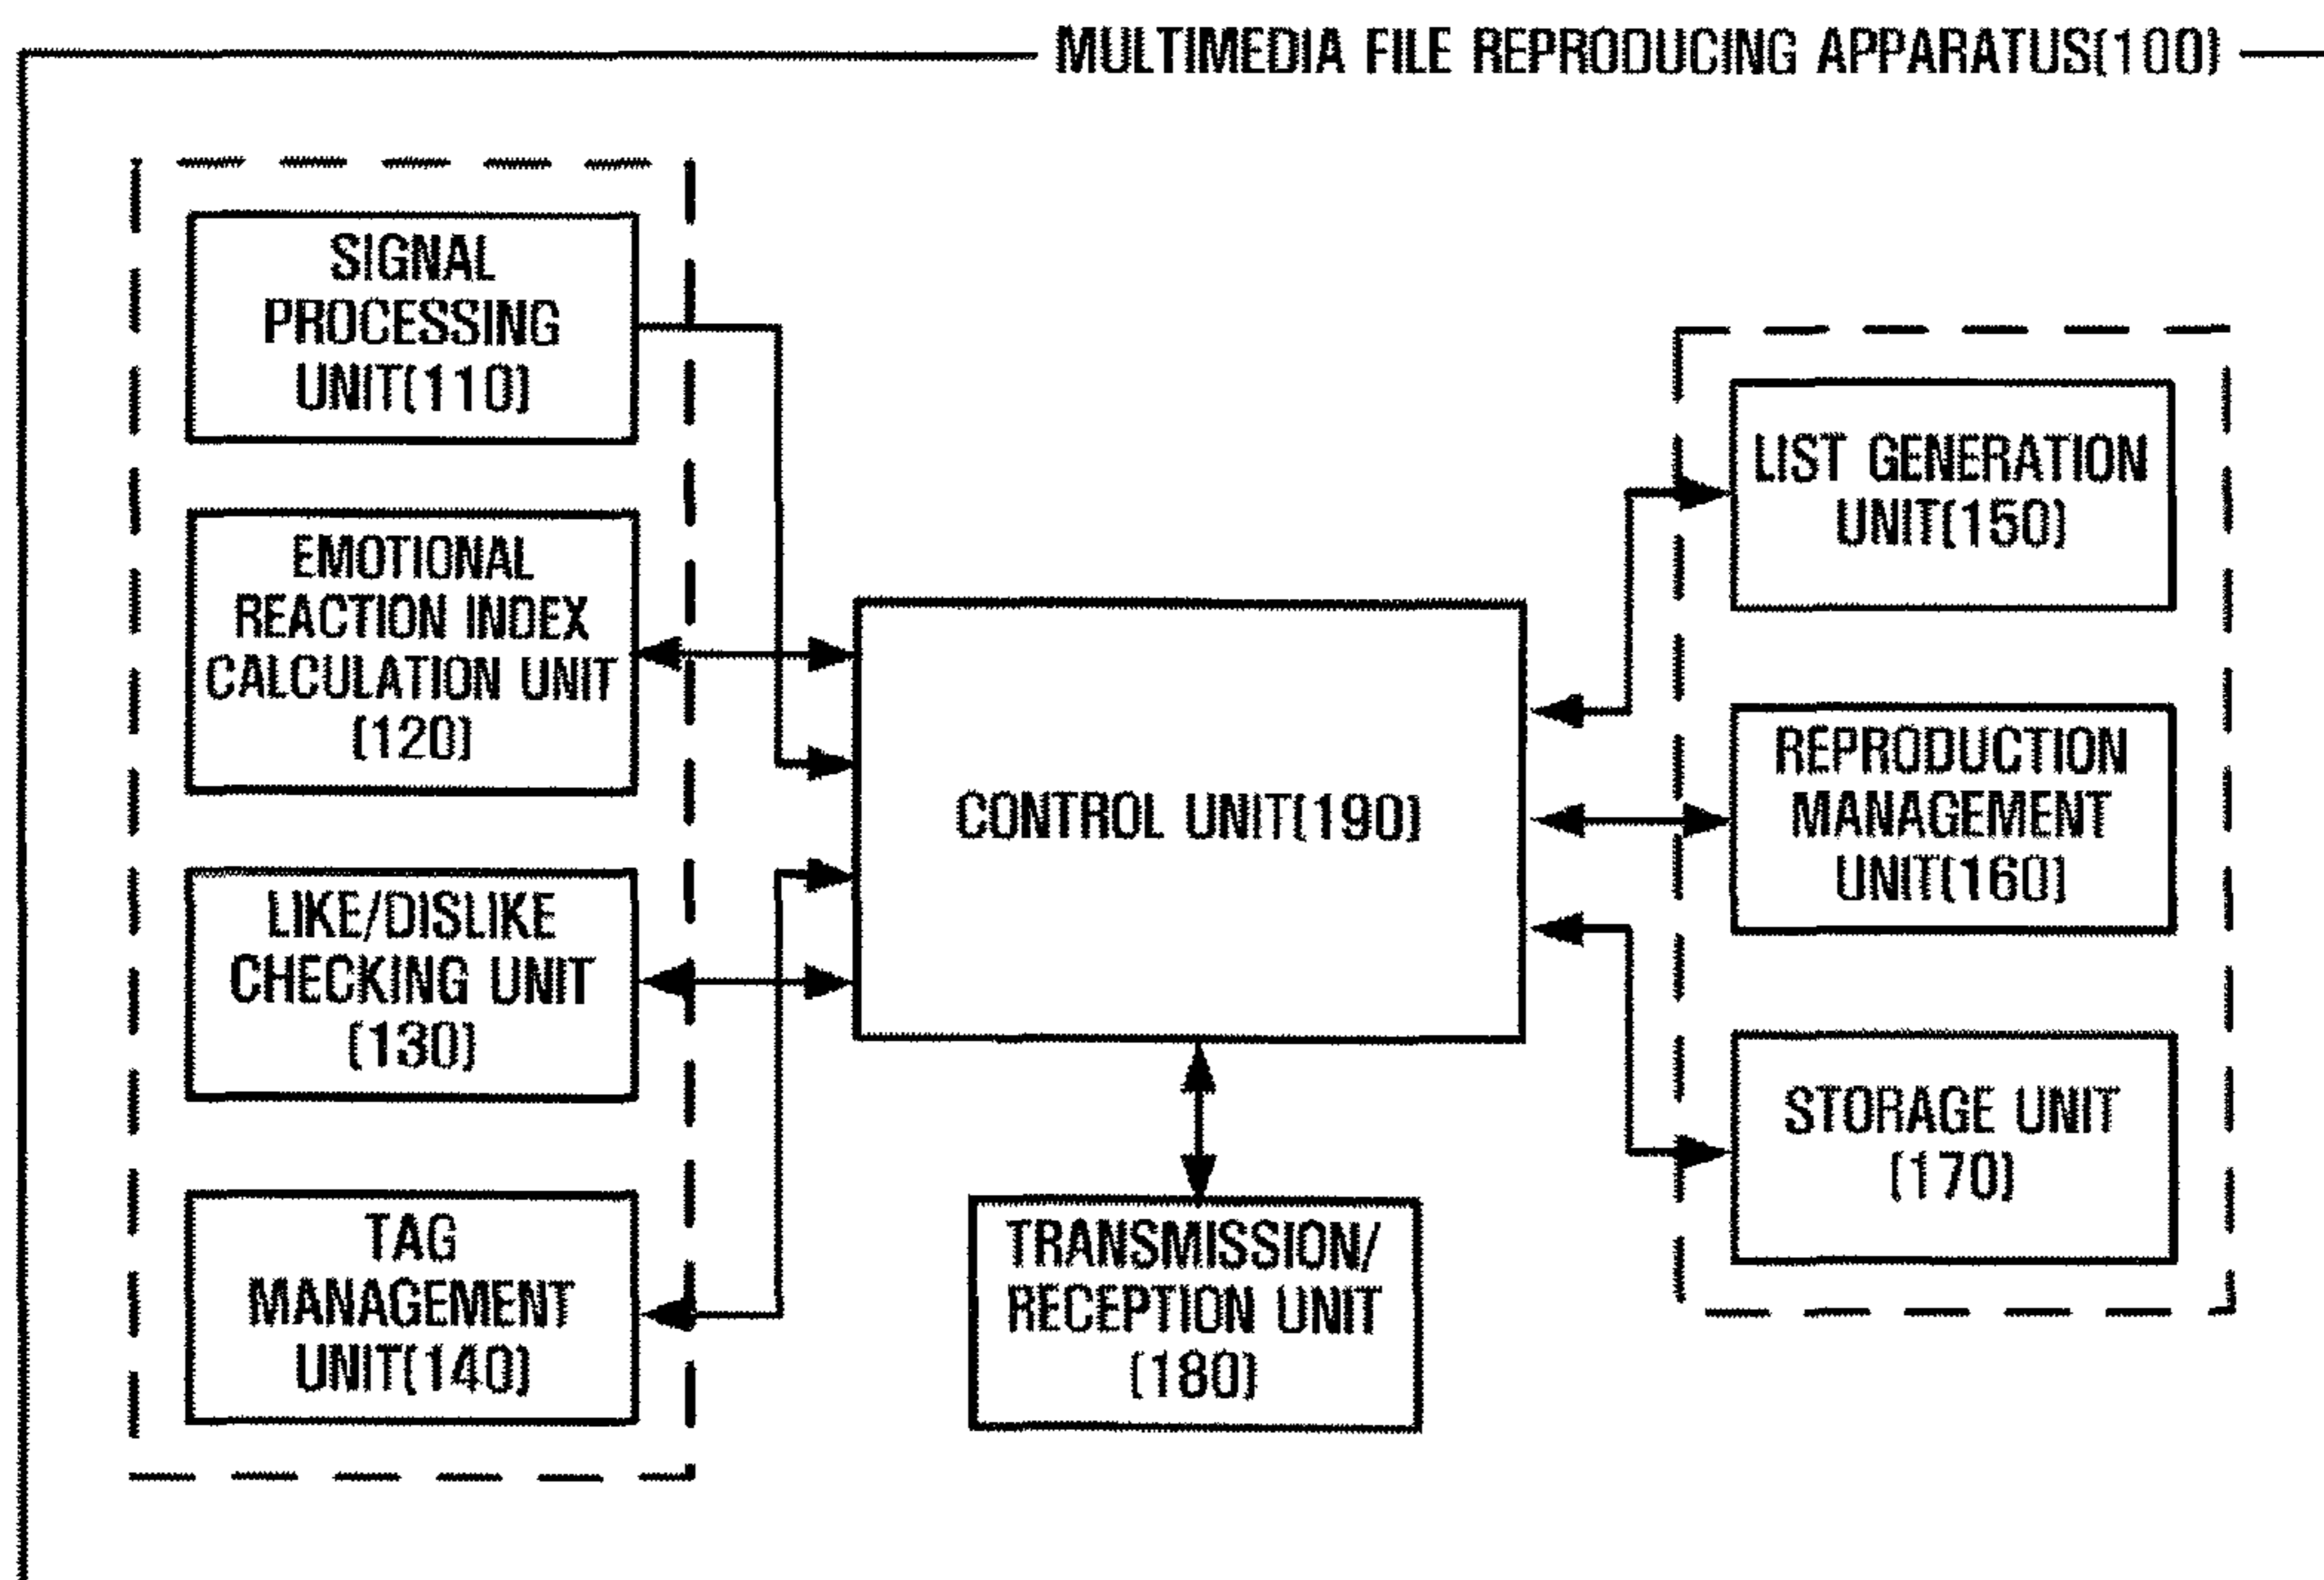 MULTIMEDIA FILE REPRODUCING APPARATUS(100)
SIGNAL
PROCESSING
UNIT(110)
EMOTIONAL
REACTION INDEX
CALCULATION UNIT
(120)
LIKE/DISLIKE
CHECKING UNIT
(130)
TAG
MANAGEMENT
UNIT(140)
CONTROL UNIT(190)
TRANSMISSION/
RECEPTION UNIT
(180)
LIST GENERATION
UNIT(150)
REPRODUCTION
MANAGEMENT
UNIT(160)
STORAGE UNIT
(170)